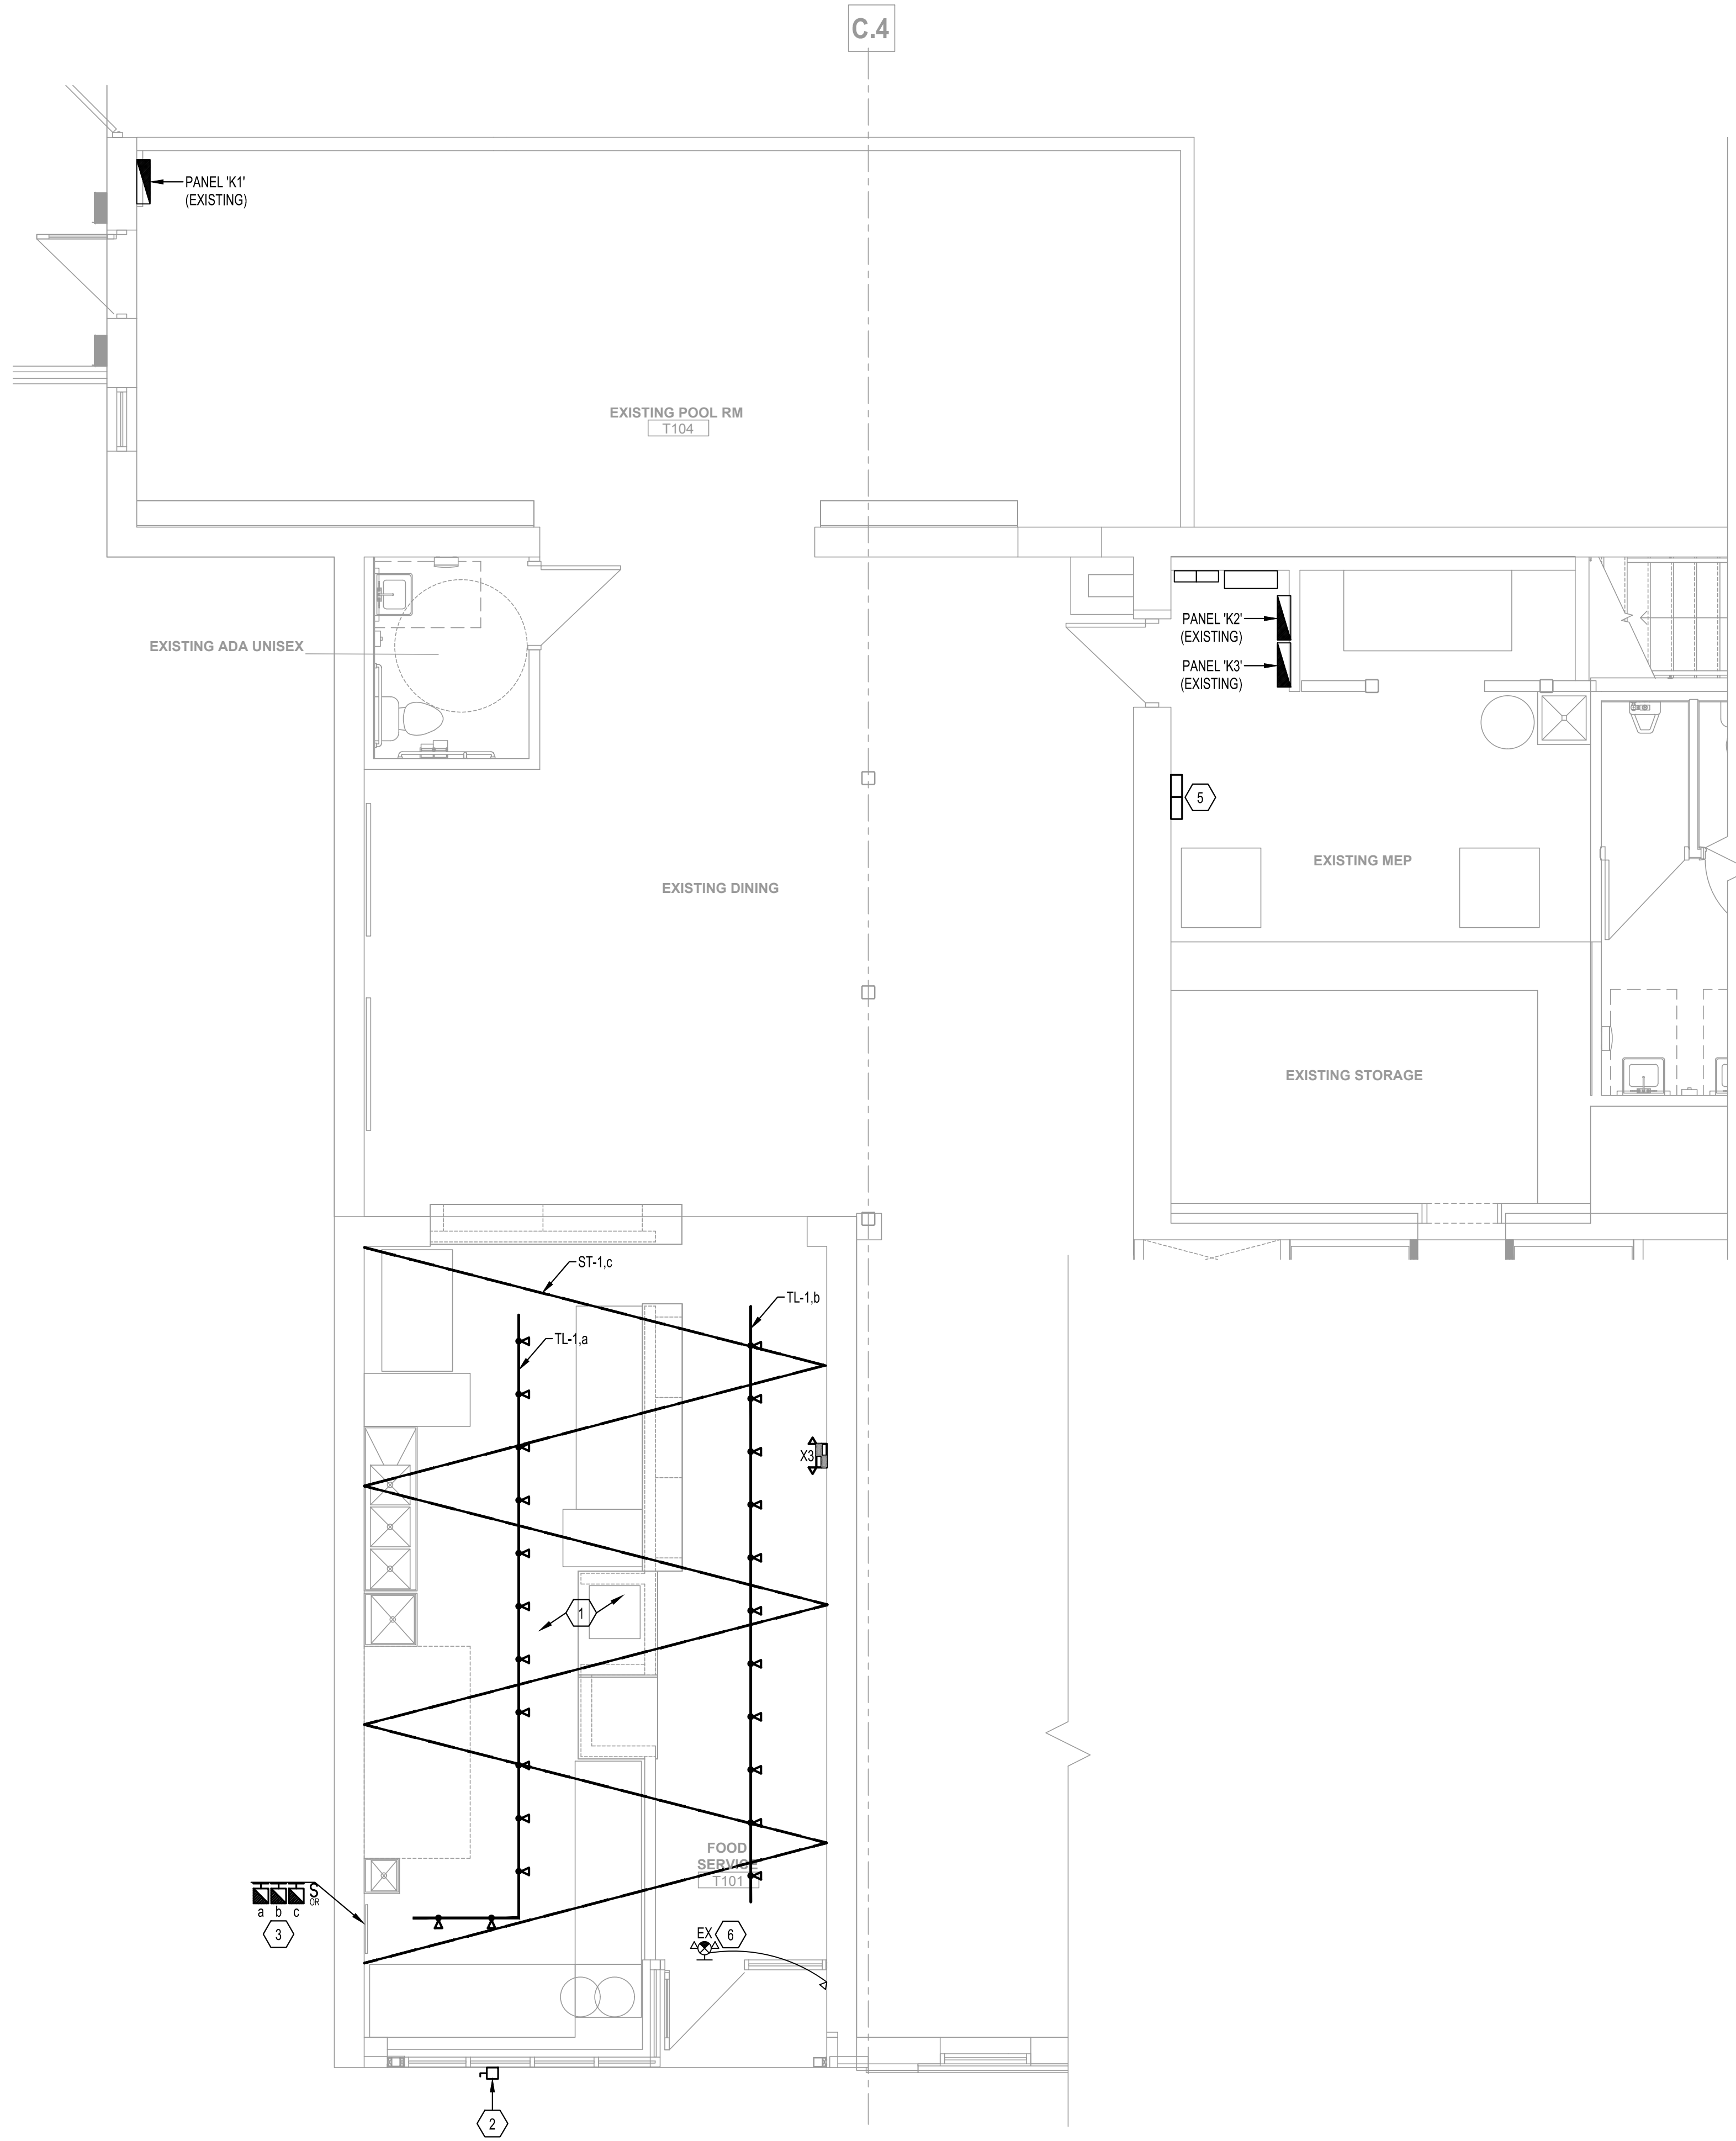 C.4
PANEL 'K1'
(EXISTING)
EXISTING POOL RM
T104
EXISTING ADA UNISEX
PANEL 'K2'
(EXISTING)
PANEL 'K3'
(EXISTING)
5
EXISTING MEP
EXISTING DINING
EXISTING STORAGE
ST-1,c
TL-1,b
TL-1,a
X3
1
FOOD
SERVICE
T101
S
OR
a b c
3
EX
6
2